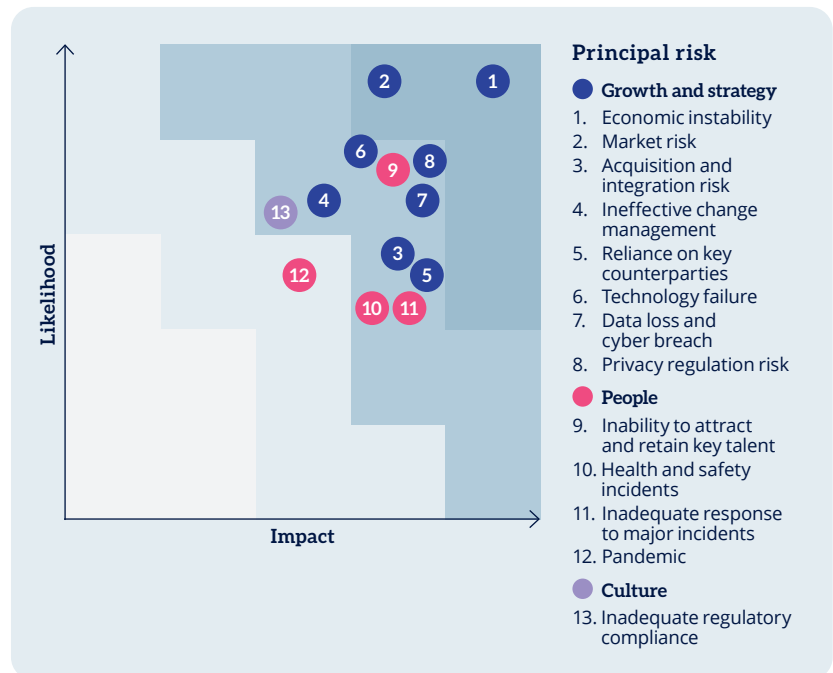 Principal risk
Growth and strategy
1. Economic instability
2. Market risk
3. Acquisition and
integration risk
4. Ineffective change
management
5. Reliance on key
counterparties
6. Technology failure
7. Data loss and
cyber breach
8. Privacy regulation risk
People
9. Inability to attract
and retain key talent
10. Health and safety
incidents
11. Inadequate response
to major incidents
12. Pandemic
Culture
13. Inadequate regulatory
compliance
Likelihood
2
1
6
8
9
4
7
13
3
12
5
10
11
Impact